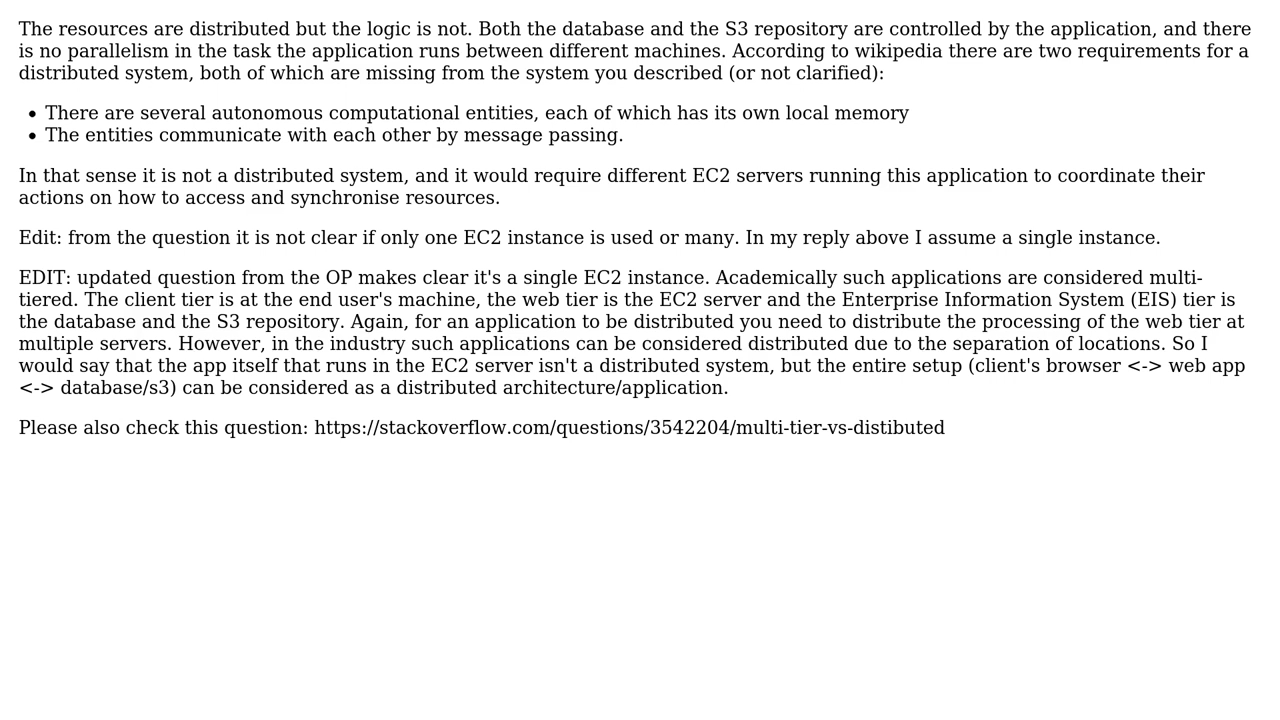 The resources are distributed but the logic is not. Both the database and the S3 repository are controlled by the application, and there
is no parallelism in the task the application runs between different machines. According to wikipedia there are two requirements for a
distributed system, both of which are missing from the system you described (or not clarified):
• There are several autonomous computational entities, each of which has its own local memory
• The entities communicate with each other by message passing.
In that sense it is not a distributed system, and it would require different EC2 servers running this application to coordinate their
actions on how to access and synchronise resources.
Edit: from the question it is not clear if only one EC2 instance is used or many. In my reply above I assume a single instance.
EDIT: updated question from the OP makes clear it's a single EC2 instance. Academically such applications are considered multi-
tiered. The client tier is at the end user's machine, the web tier is the EC2 server and the Enterprise Information System (EIS) tier is
the database and the S3 repository. Again, for an application to be distributed you need to distribute the processing of the web tier at
multiple servers. However, in the industry such applications can be considered distributed due to the separation of locations. So I
would say that the app itself that runs in the EC2 server isn't a distributed system, but the entire setup (client's browser <-> web app
<-> database/s3) can be considered as a distributed architecture/application.
Please also check this question: https://stackoverflow.com/questions/3542204/multi-tier-vs-distibuted